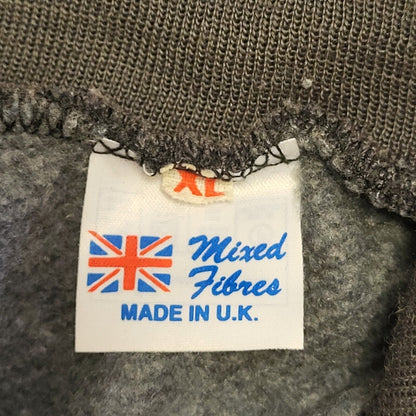 XL
Mixed
Fibres
MADE IN U.K.